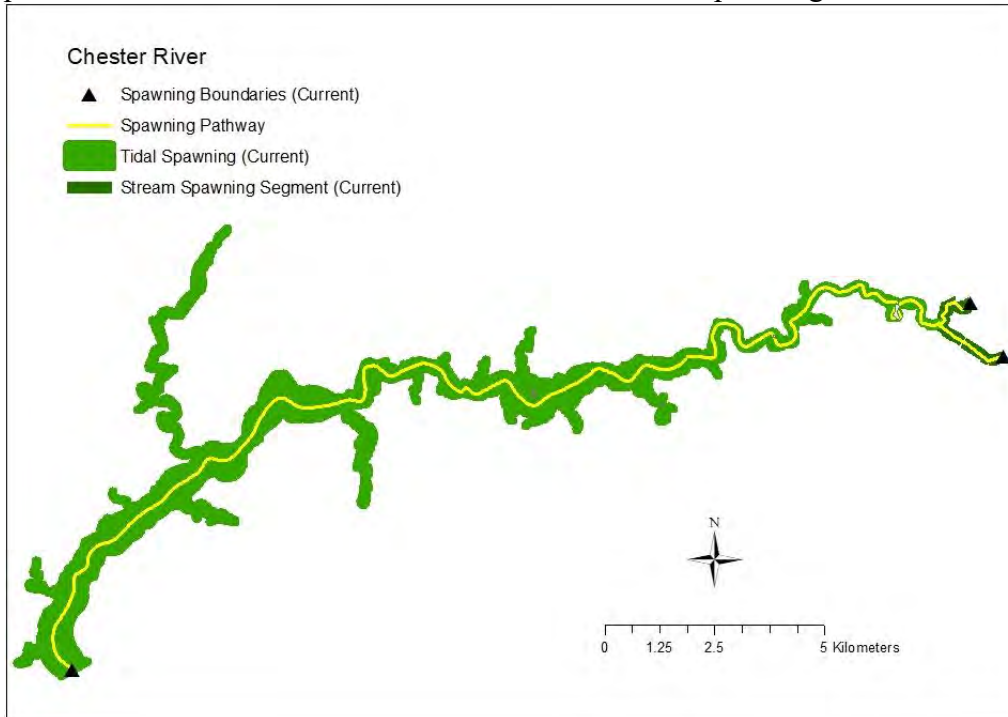 Chester River
Spawning Boundaries (Current)
Spawning Pathway
Tidal Spawning (Current)
Stream Spawning Segment (Current)
N
0 1.25 2.5 5 Kilometers